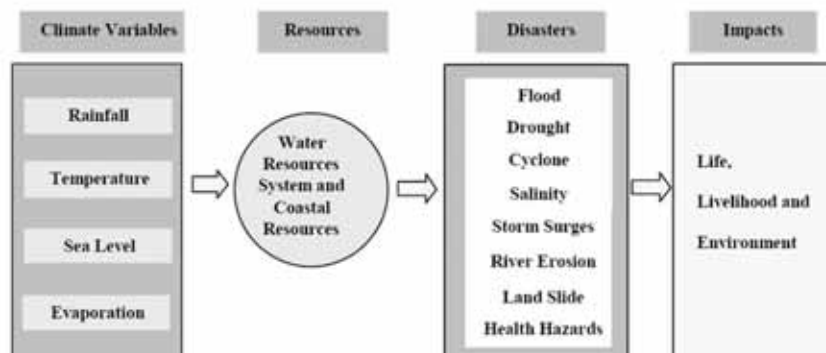 Climate Variables
Resources
Disasters
Impacts
Rainfall
Temperature
Sea Level
Evaporation
Water
Resources
System and
Coastal
Resources
Flood
Drought
Cyclone
Salinity
Storm Surges
River Erosion
Land Slide
Health Hazards
Life,
Livelihood and
Environment